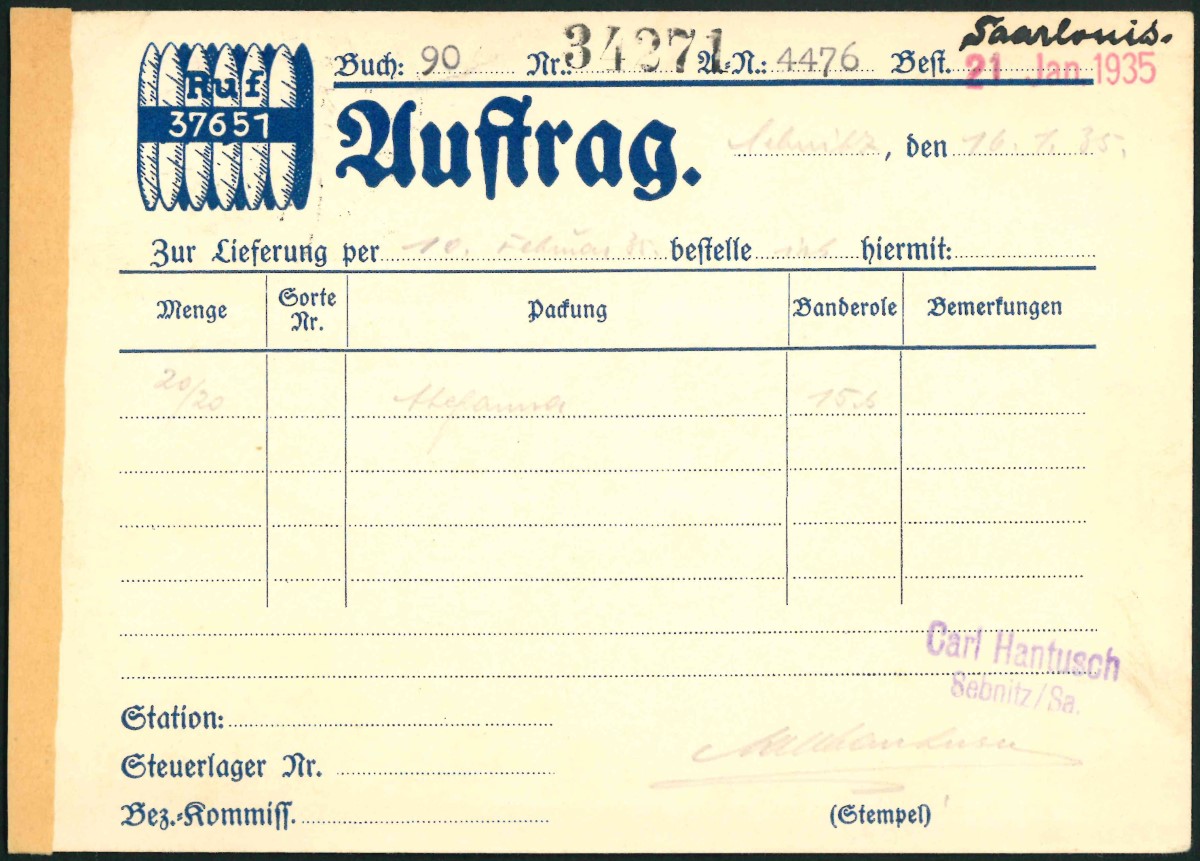 Saarlouis.
Ruf
37651
Buch: 90 Nr.: 34271 A.-N.: 4476 Best. 21 Jan 1935
Auftrag.
Sebnitz, den 16. 1. 35.
Zur Lieferung per 10. Februar 35. bestelle ich hiermit:
Menge Sorte Nr. Packung Banderole Bemerkungen
20/20 15
Carl Hantusch
Sebnitz/Sa.
Station:
Steuerlager Nr.
Bez.-Kommiss.
(Stempel)